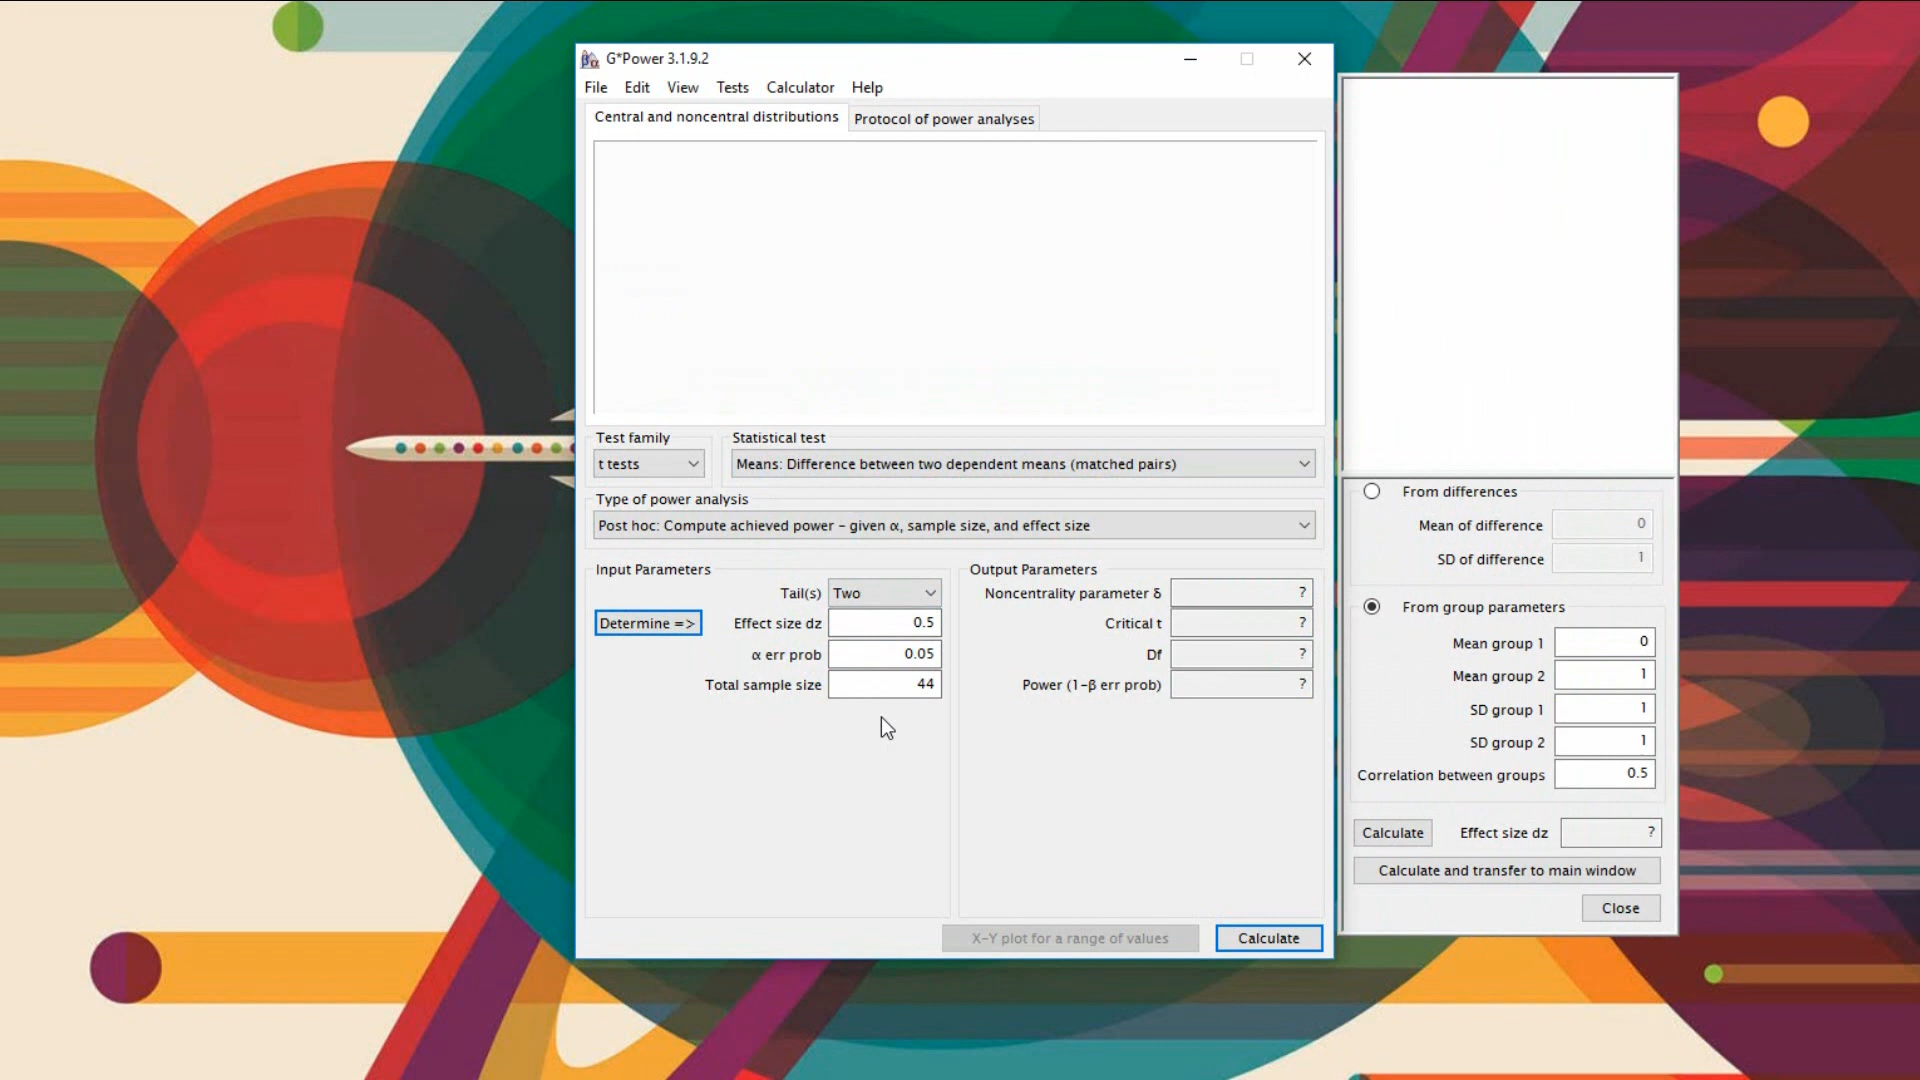 G*Power 3.1.9.2
File Edit View Tests Calculator Help
Central and noncentral distributions Protocol of power analyses
Test family Statistical test
t tests Means: Difference between two dependent means (matched pairs)
Type of power analysis
Post hoc: Compute achieved power - given α, sample size, and effect size
Input Parameters
Tail(s) Two
Determine => Effect size dz 0.5
α err prob 0.05
Total sample size 44
Output Parameters
Noncentrality parameter δ ?
Critical t ?
Df ?
Power (1-β err prob) ?
X-Y plot for a range of values Calculate
From differences
Mean of difference 0
SD of difference 1
From group parameters
Mean group 1 0
Mean group 2 1
SD group 1 1
SD group 2 1
Correlation between groups 0.5
Calculate Effect size dz ?
Calculate and transfer to main window
Close